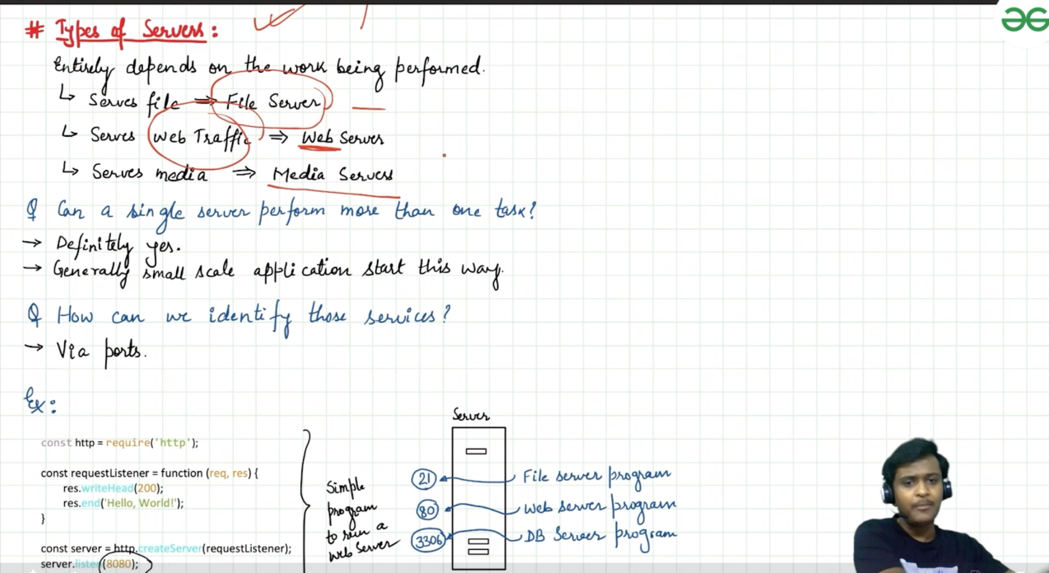 # Types of Servers:
Entirely depends on the work being performed.
↳ Serves file ⇒ File Server
↳ Serves Web Traffic ⇒ Web Server
↳ Serves media ⇒ Media Servers
Q Can a single server perform more than one task?
→ Definitely yes.
→ Generally small scale application start this way.
Q How can we identify those services?
→ Via ports.
Ex:
const http = require('http');
const requestListener = function (req, res) {
res.writeHead(200);
res.end('Hello, World!');
}
const server = http.createServer(requestListener);
server.listen(8080);
Simple
program
to run a
Web Server
Server
21 File server program
80 Web server program
3306 DB Server program